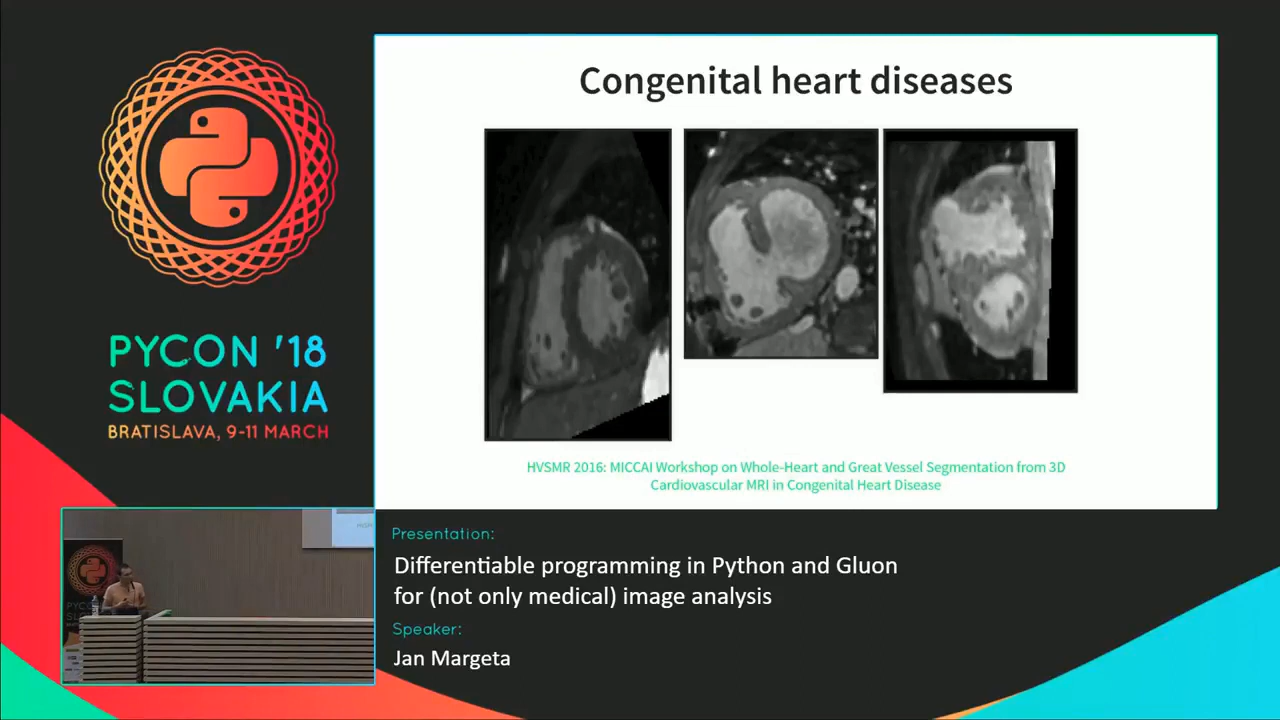 Congenital heart diseases
HVSMR 2016: MICCAI Workshop on Whole-Heart and Great Vessel Segmentation from 3D
Cardiovascular MRI in Congenital Heart Disease
PYCON '18
SLOVAKIA
BRATISLAVA, 9-11 MARCH
Presentation:
Differentiable programming in Python and Gluon
for (not only medical) image analysis
Speaker:
Jan Margeta